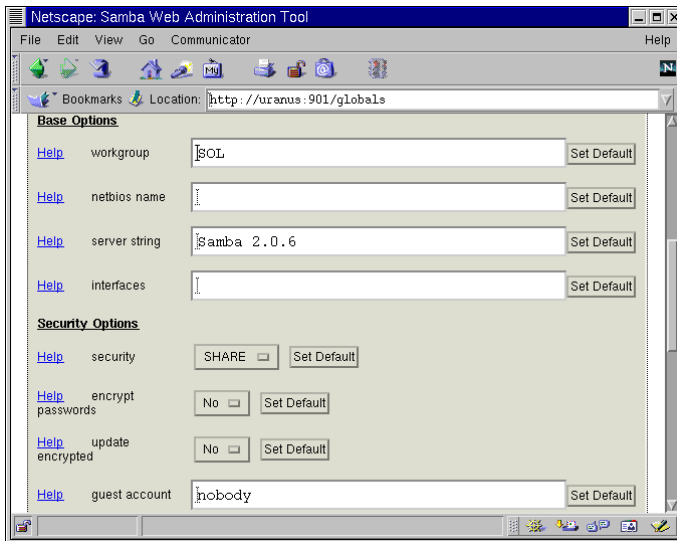 Netscape: Samba Web Administration Tool
File Edit View Go Communicator Help
My N
Bookmarks Location: http://uranus:901/globals
Base Options
Help workgroup SOL Set Default
Help netbios name Set Default
Help server string Samba 2.0.6 Set Default
Help interfaces Set Default
Security Options
Help security SHARE Set Default
Help encrypt passwords No Set Default
Help update encrypted No Set Default
Help guest account nobody Set Default